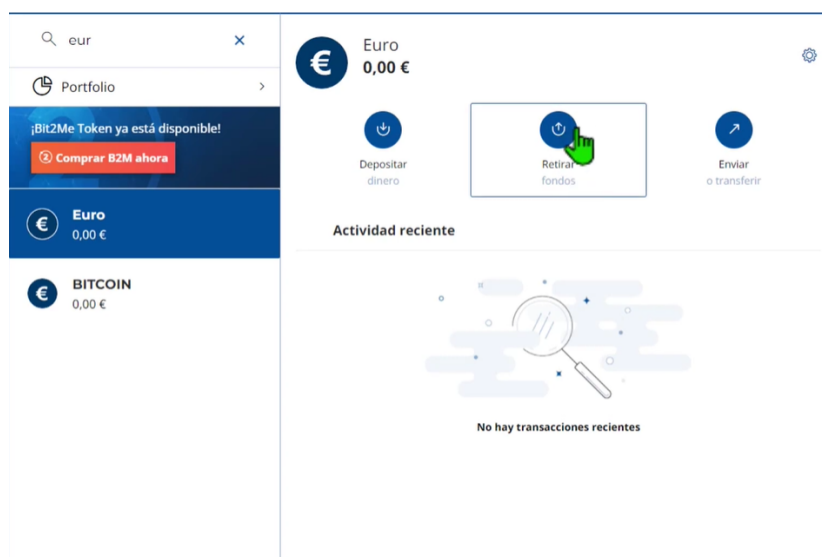 eur
Portfolio
¡Bit2Me Token ya está disponible!
Comprar B2M ahora
Euro
0,00 €
BITCOIN
0,00 €
Euro
0,00 €
Depositar
dinero
Retirar
fondos
Enviar
o transferir
Actividad reciente
No hay transacciones recientes